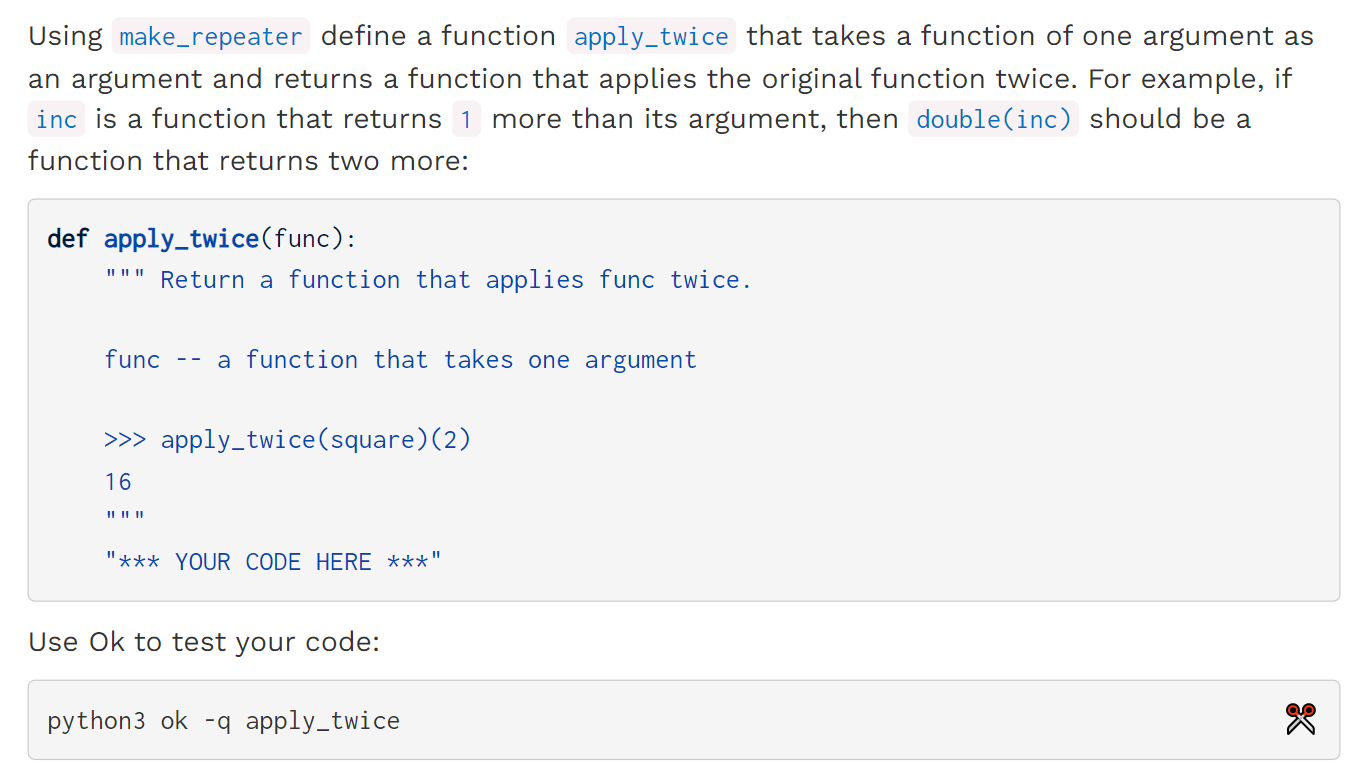 Using make_repeater define a function apply_twice that takes a function of one argument as
an argument and returns a function that applies the original function twice. For example, if
inc is a function that returns 1 more than its argument, then double(inc) should be a
function that returns two more:
def apply_twice(func):
    """ Return a function that applies func twice.
    func -- a function that takes one argument
    >>> apply_twice(square)(2)
    16
    """
    "*** YOUR CODE HERE ***"
Use Ok to test your code:
python3 ok -q apply_twice